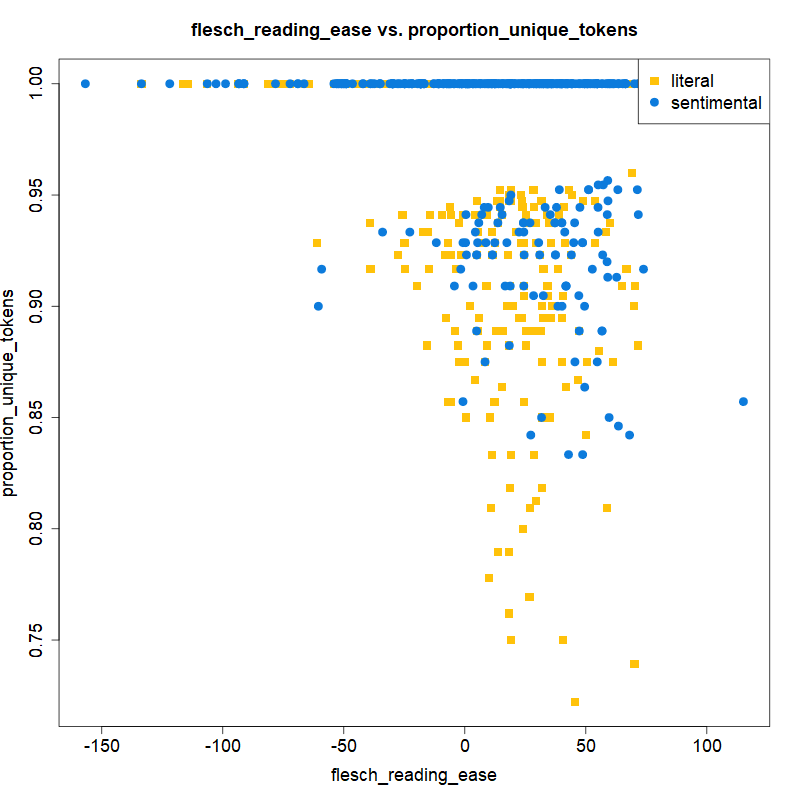 flesch_reading_ease vs. proportion_unique_tokens
literal
sentimental
proportion_unique_tokens
1.00
0.95
0.90
0.85
0.80
0.75
-150 -100 -50 0 50 100
flesch_reading_ease